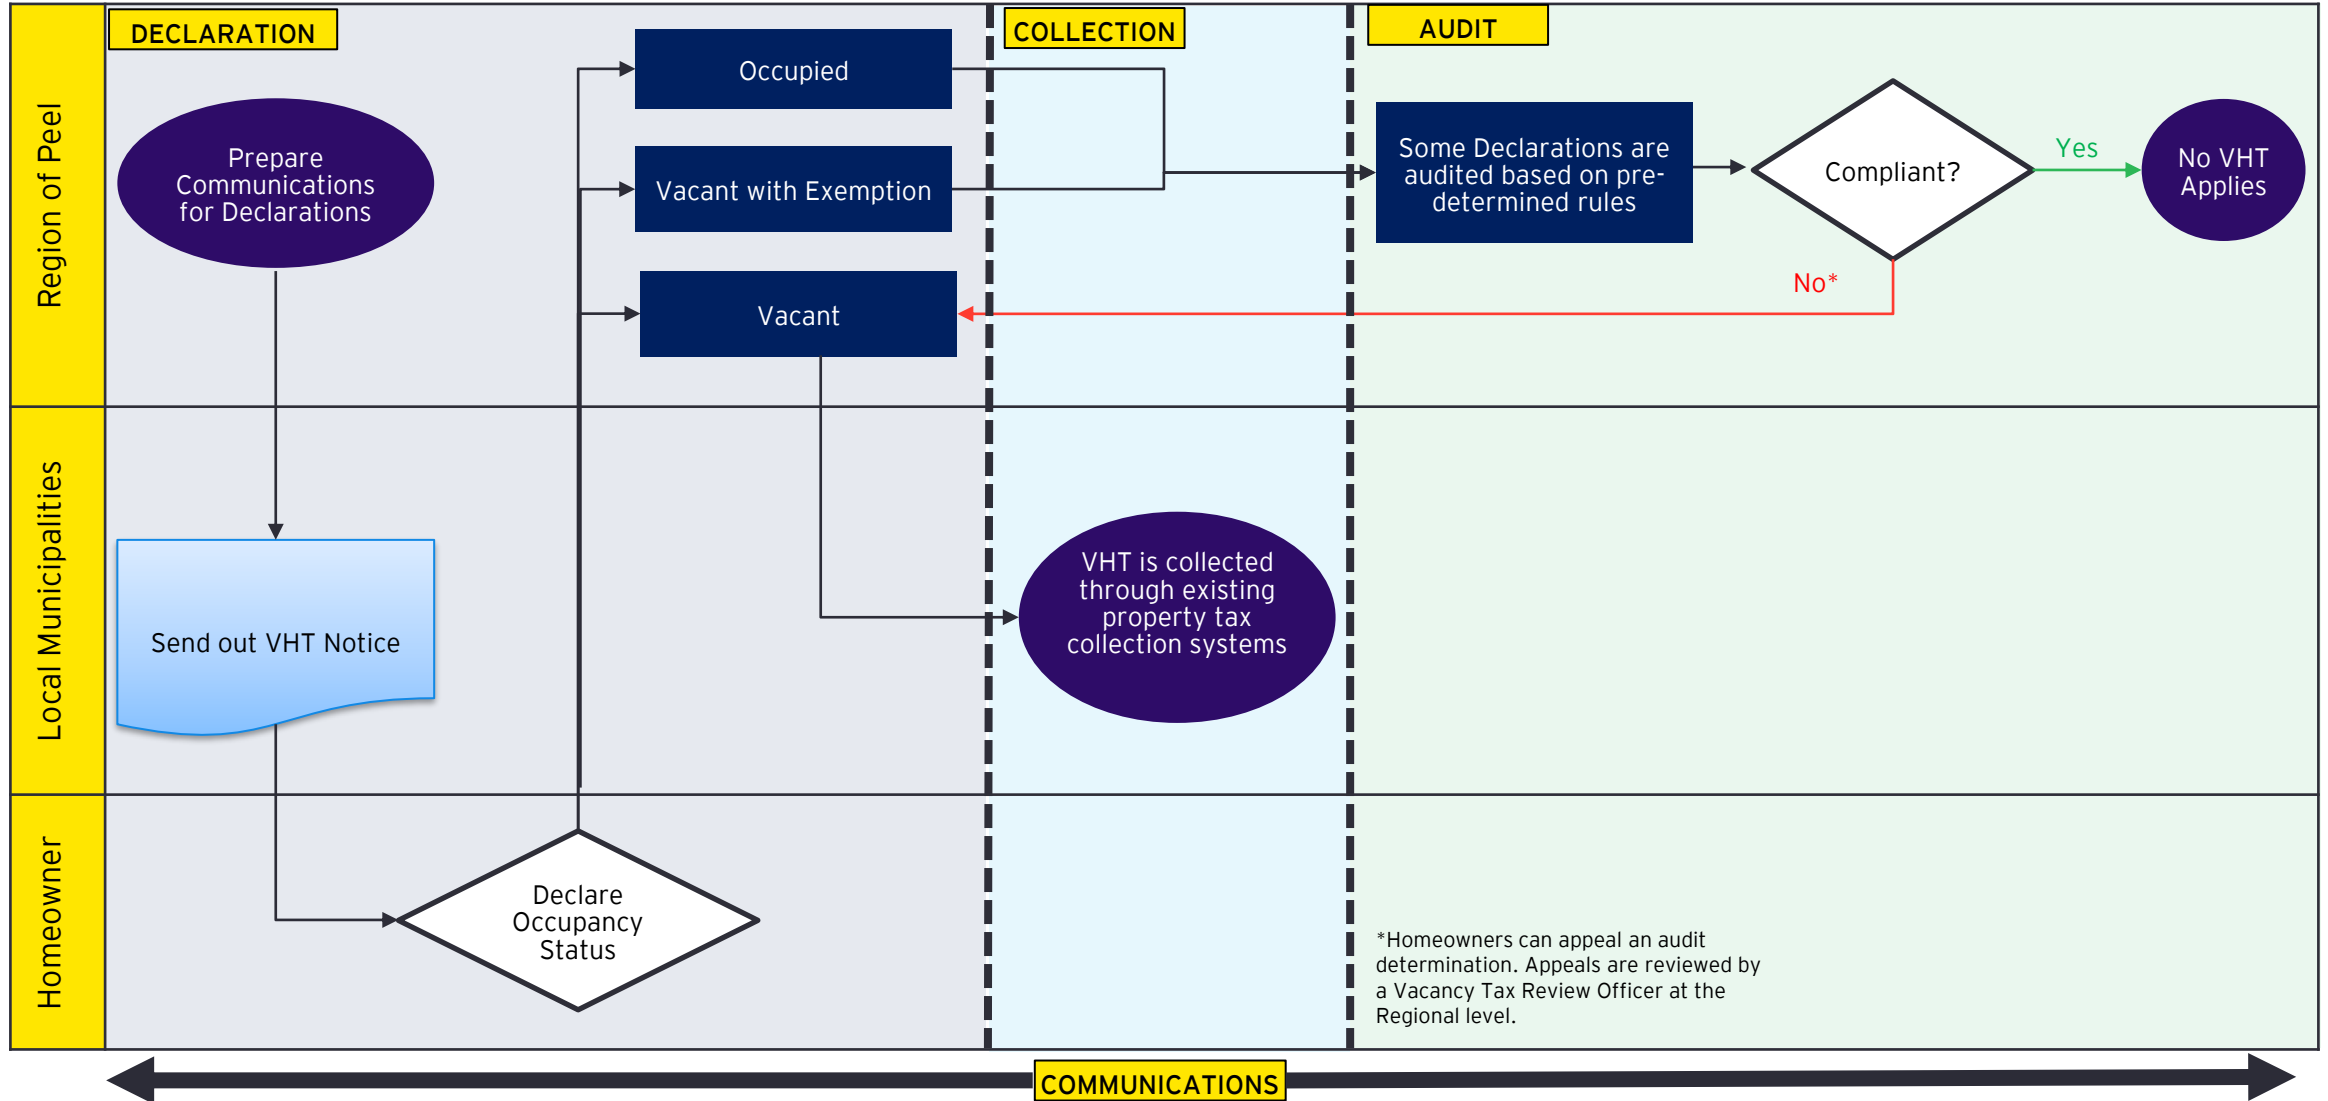 DECLARATION
COLLECTION
AUDIT
Region of Peel
Prepare
Communications
for Declarations
Occupied
Vacant with Exemption
Vacant
Some Declarations are
audited based on pre-
determined rules
Compliant?
Yes
No VHT
Applies
No*
Local Municipalities
Send out VHT Notice
VHT is collected
through existing
property tax
collection systems
Homeowner
Declare
Occupancy
Status
*Homeowners can appeal an audit
determination. Appeals are reviewed by
a Vacancy Tax Review Officer at the
Regional level.
COMMUNICATIONS